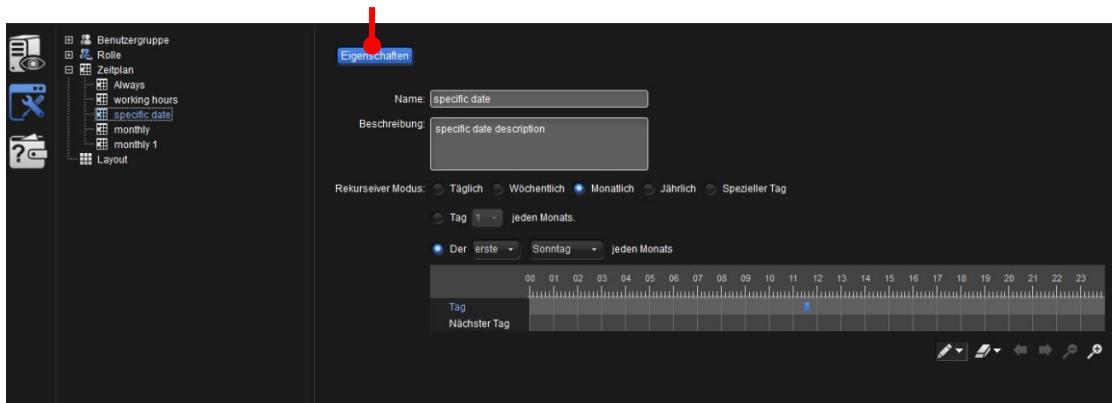 Benutzergruppe
Rolle
Zeitplan
Always
working hours
specific date
monthly
monthly 1
Layout
Eigenschaften
Name: specific date
Beschreibung: specific date description
Rekurseiver Modus: Täglich Wöchentlich Monatlich Jährlich Spezieller Tag
Tag 1 jeden Monats.
Der erste Sonntag jeden Monats
00 01 02 03 04 05 06 07 08 09 10 11 12 13 14 15 16 17 18 19 20 21 22 23
Tag
Nächster Tag